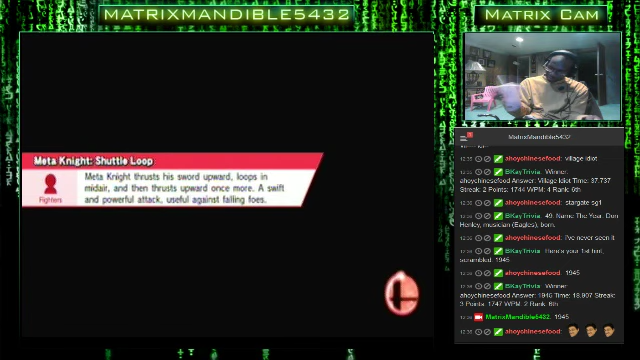 MATRIXMANDIBLE5432
MATRIX CAM
Meta Knight: Shuttle Loop
Fighters
Meta Knight thrusts his sword upward, loops in
midair, and then thrusts upward once more. A swift
and powerful attack, useful against falling foes.
MatrixMandible5432
ahoychinesefood: village idiot
BKayTrivia: Winner:
ahoychinesefood Answer: Village Idiot Time: 37.737
Streak: 2 Points: 1744 WPM: 4 Rank: 6th
ahoychinesefood: stargate sg1
BKayTrivia: 49. Name The Year: Don
Henley, musician (Eagles), born.
ahoychinesefood: I've never seen it
BKayTrivia: Here's your 1st hint,
scrambled: 1945
ahoychinesefood: 1945
BKayTrivia: Winner:
ahoychinesefood Answer: 1945 Time: 18.907 Streak:
3 Points: 1747 WPM: 2 Rank: 6th
MatrixMandible5432: 1945
ahoychinesefood: